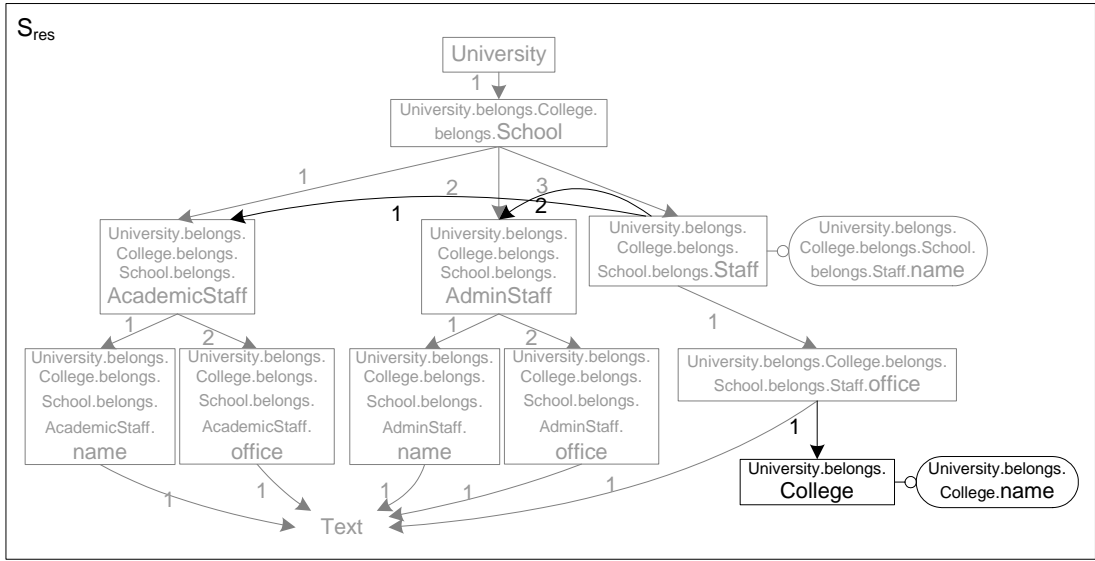 Sres
University
1
University.belongs.College.
belongs.School
1
2
3
1
2
University.belongs.
College.belongs.
School.belongs.
AcademicStaff
University.belongs.
College.belongs.
School.belongs.
AdminStaff
University.belongs.
College.belongs.
School.belongs.Staff
University.belongs.
College.belongs.School.
belongs.Staff.name
1
2
1
2
1
University.belongs.
College.belongs.
School.belongs.
AcademicStaff.
name
University.belongs.
College.belongs.
School.belongs.
AcademicStaff.
office
University.belongs.
College.belongs.
School.belongs.
AdminStaff.
name
University.belongs.
College.belongs.
School.belongs.
AdminStaff.
office
University.belongs.College.belongs.
School.belongs.Staff.office
1
1
1
1
1
1
University.belongs.
College
University.belongs.
College.name
Text